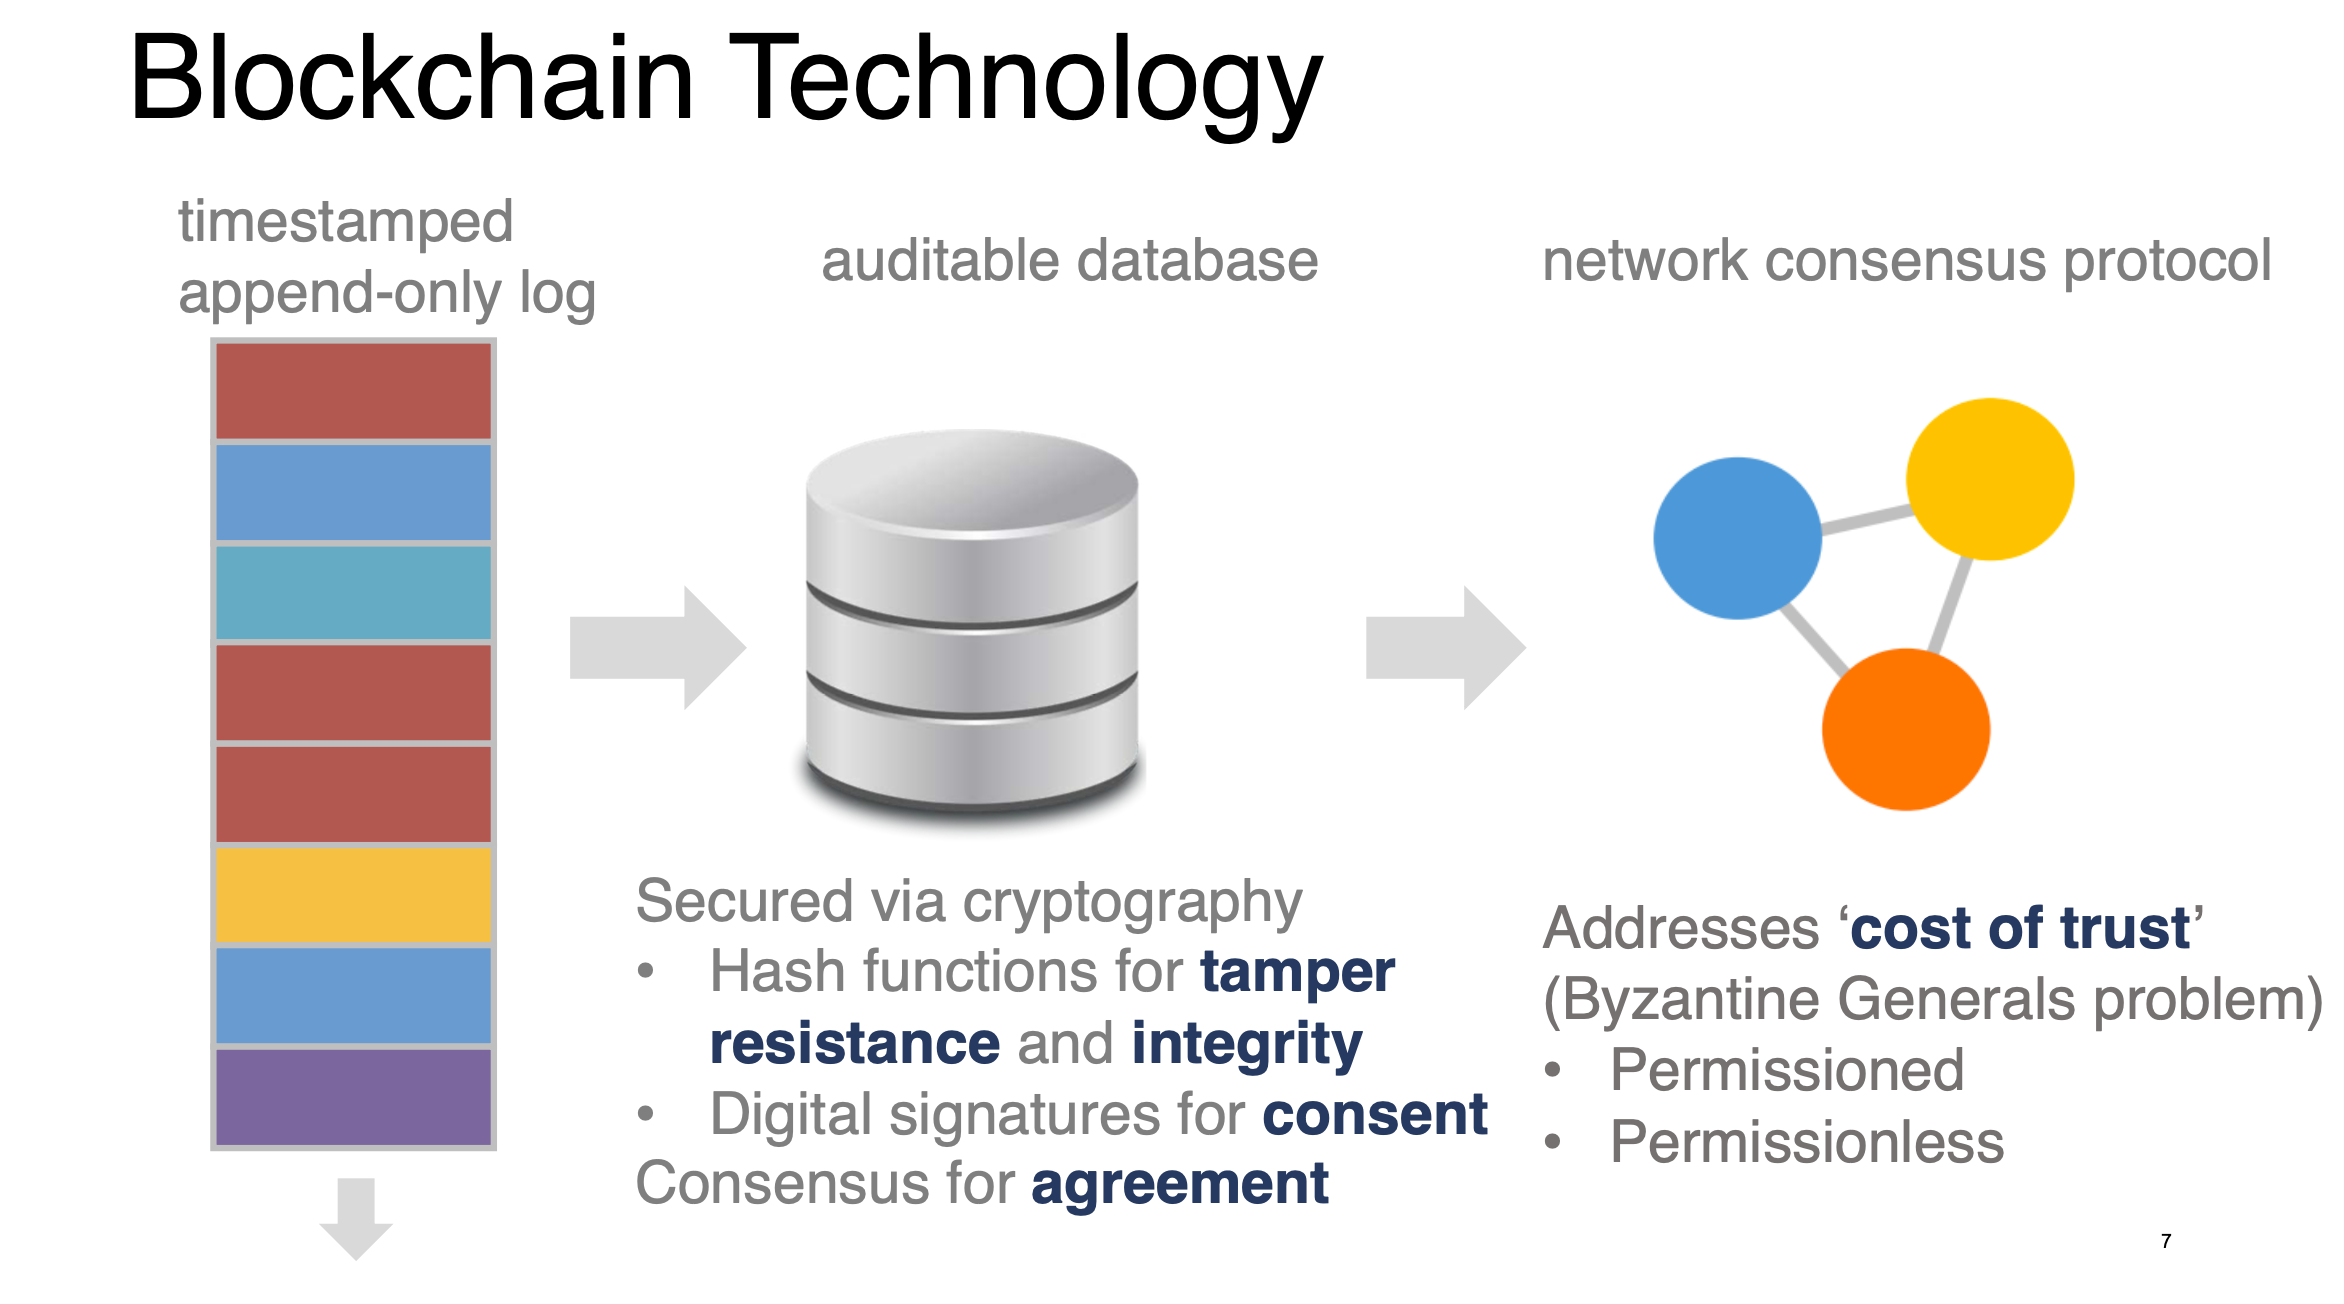 Blockchain Technology
timestamped
append-only log
auditable database
network consensus protocol
Secured via cryptography
• Hash functions for tamper
resistance and integrity
• Digital signatures for consent
Consensus for agreement
Addresses ‘cost of trust’
(Byzantine Generals problem)
• Permissioned
• Permissionless
7